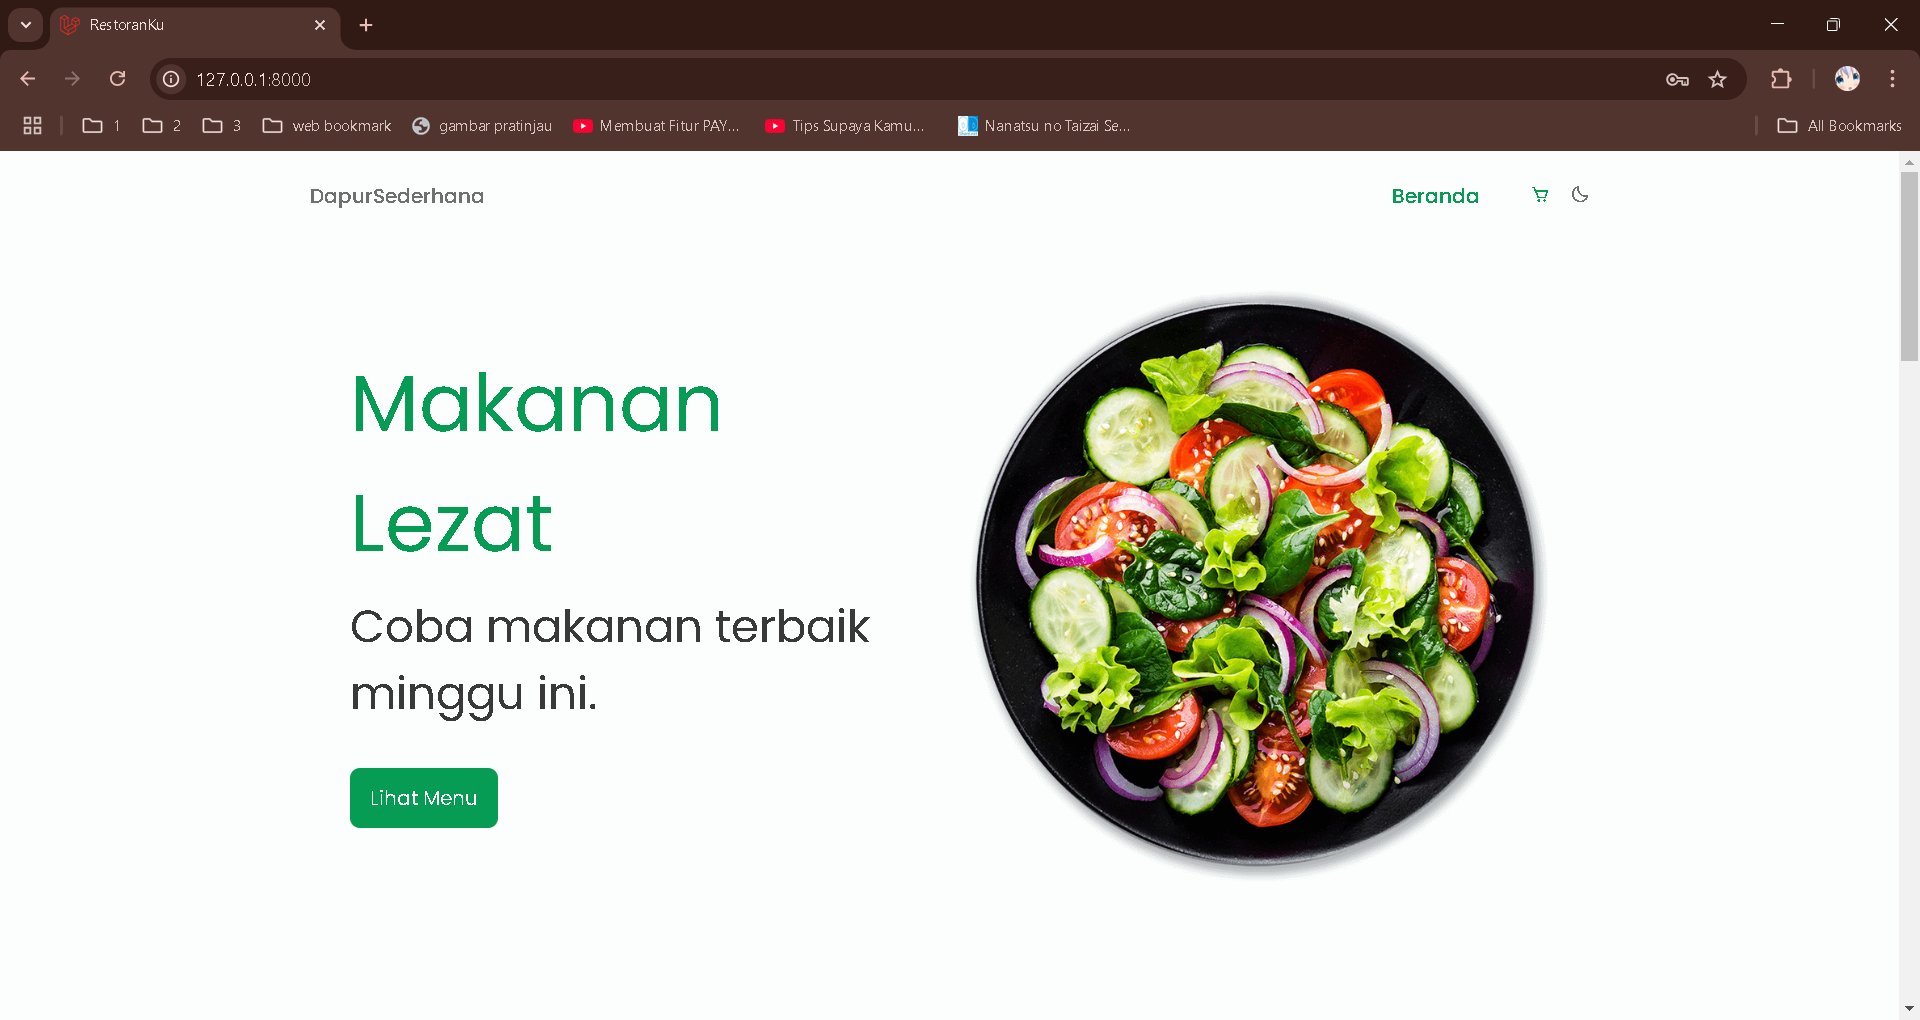 RestoranKu
127.0.0.1:8000
1 2 3 web bookmark gambar pratinjau Membuat Fitur PAY... Tips Supaya Kamu... Nanatsu no Taizai Se... All Bookmarks
DapurSederhana Beranda
Makanan
Lezat
Coba makanan terbaik
minggu ini.
Lihat Menu